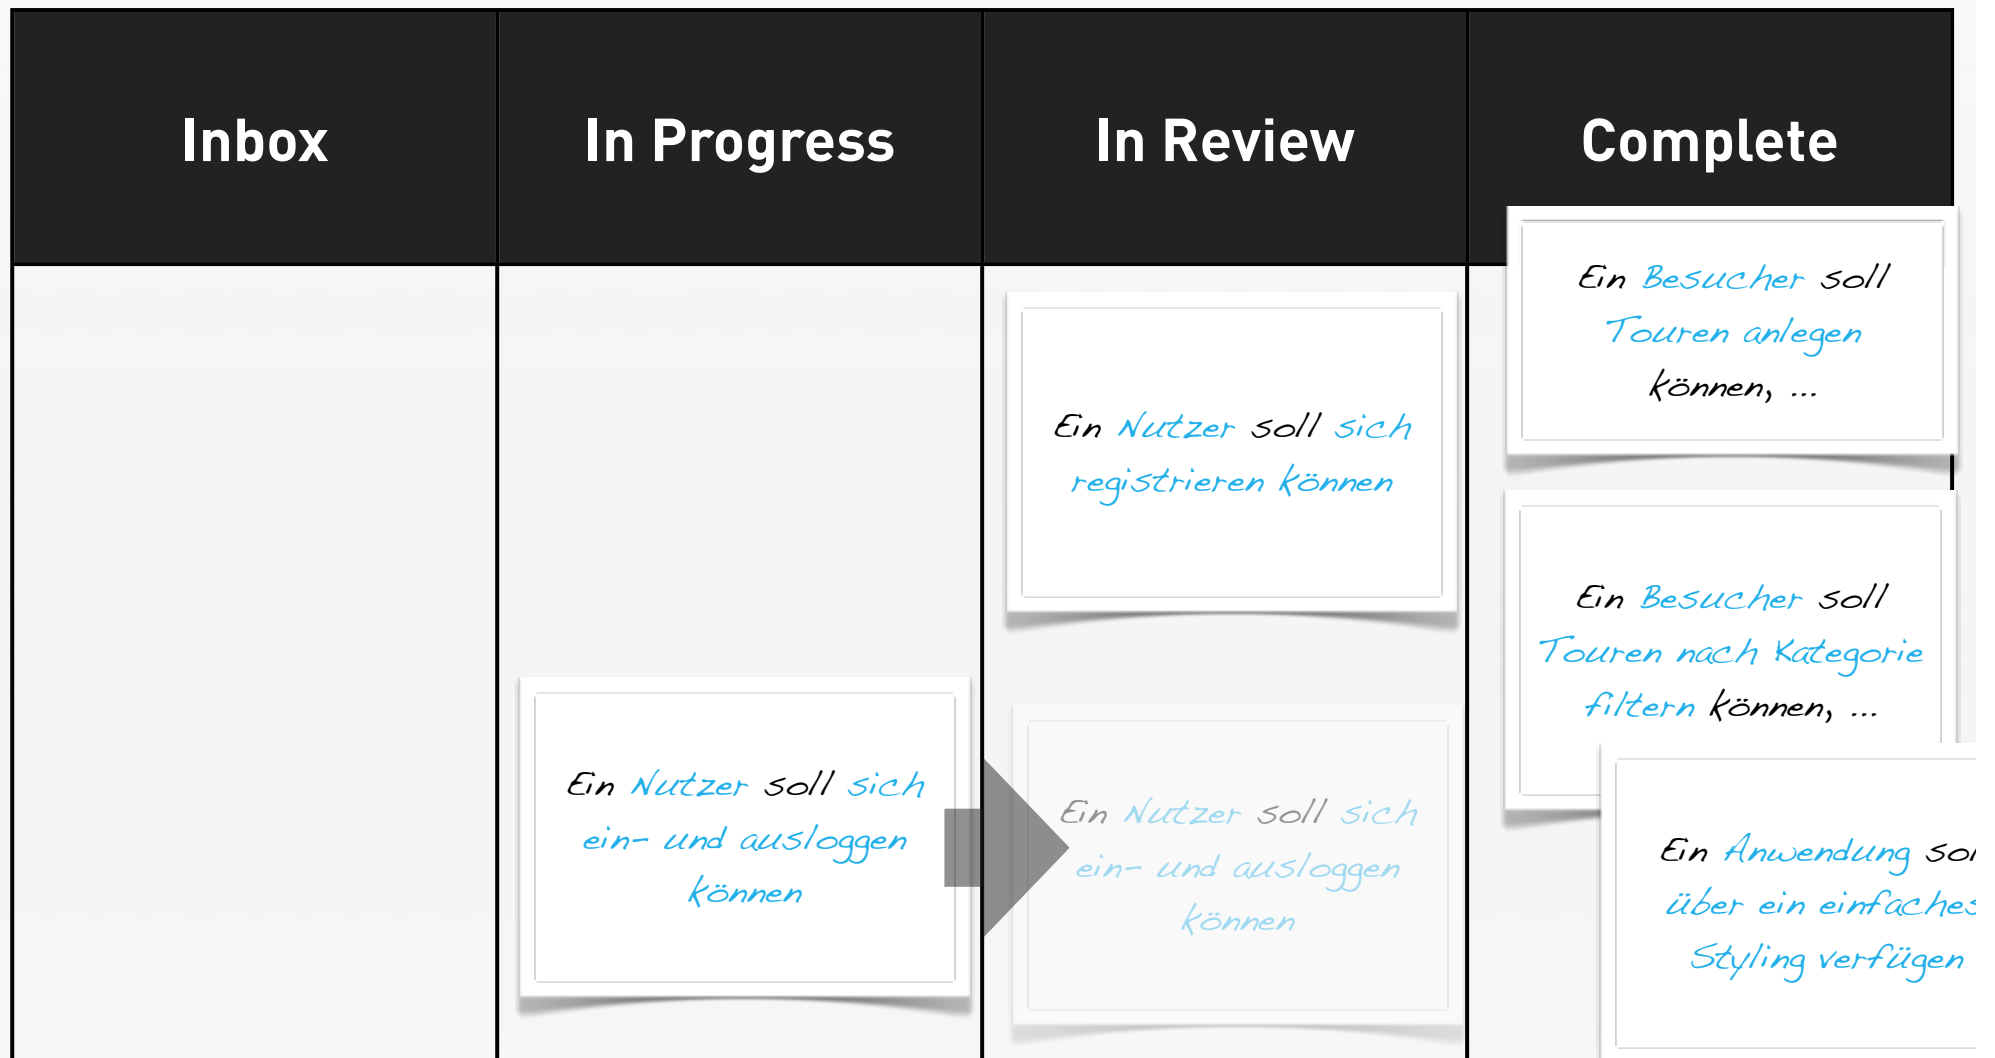 Inbox
In Progress
In Review
Complete
Ein Nutzer soll sich
ein- und ausloggen
können
Ein Nutzer soll sich
registrieren können
Ein Nutzer soll sich
ein- und ausloggen
können
Ein Besucher soll
Touren anlegen
können, ...
Ein Besucher soll
Touren nach Kategorie
filtern können, ...
Ein Anwendung
über ein einfaches
Styling verfügen